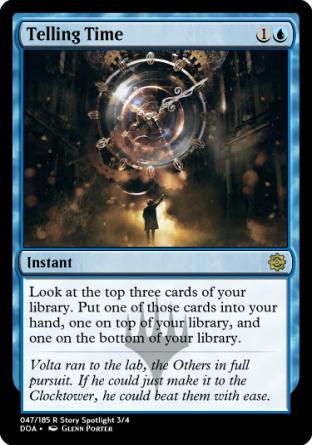 Telling Time 1
Instant
Look at the top three cards of your
library. Put one of those cards into your
hand, one on top of your library, and
one on the bottom of your library.
Volta ran to the lab, the Others in full
pursuit. If he could just make it to the
Clocktower, he could beat them with ease.
047/185 R Story Spotlight 3/4
DOA • Glenn Porter